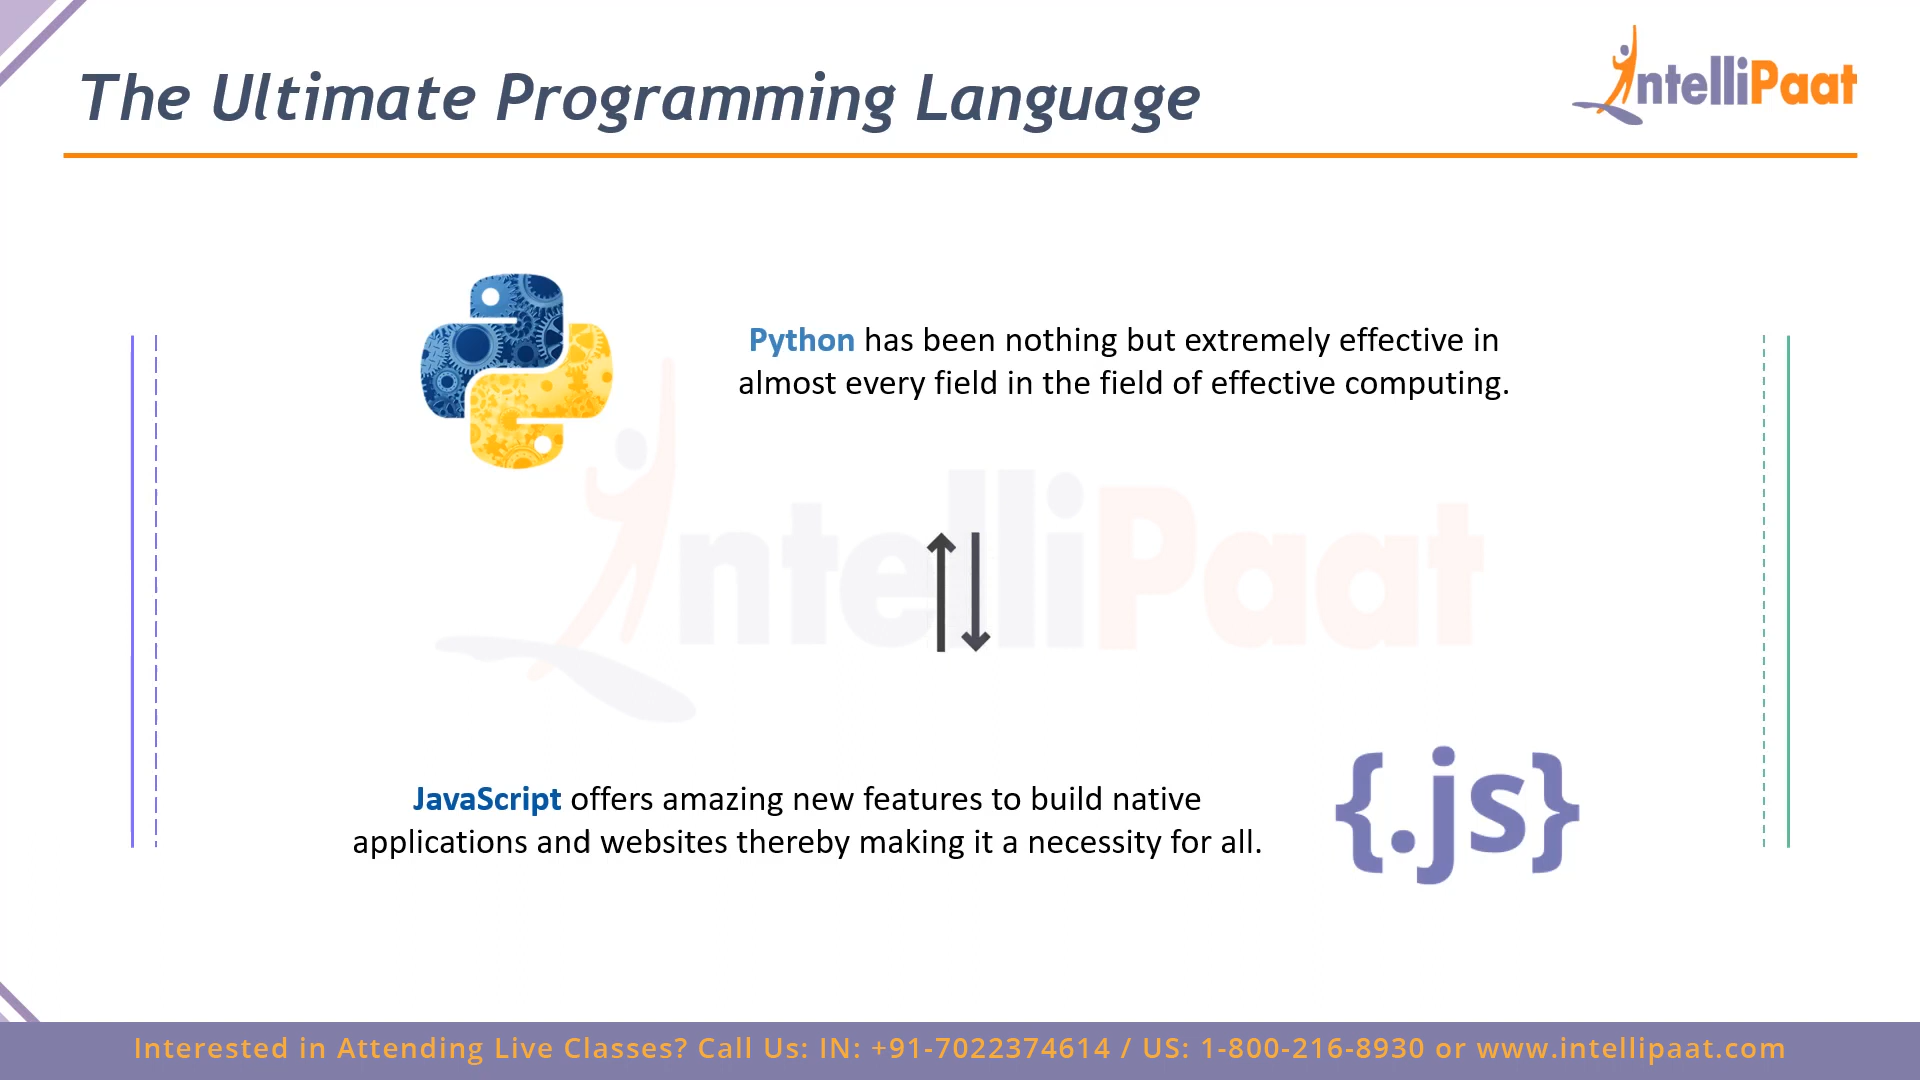 The Ultimate Programming Language
IntelliPaat
Python has been nothing but extremely effective in
almost every field in the field of effective computing.
IntelliPaat
JavaScript offers amazing new features to build native
applications and websites thereby making it a necessity for all.
{.js}
Interested in Attending Live Classes? Call Us: IN: +91-7022374614 / US: 1-800-216-8930 or www.intellipaat.com